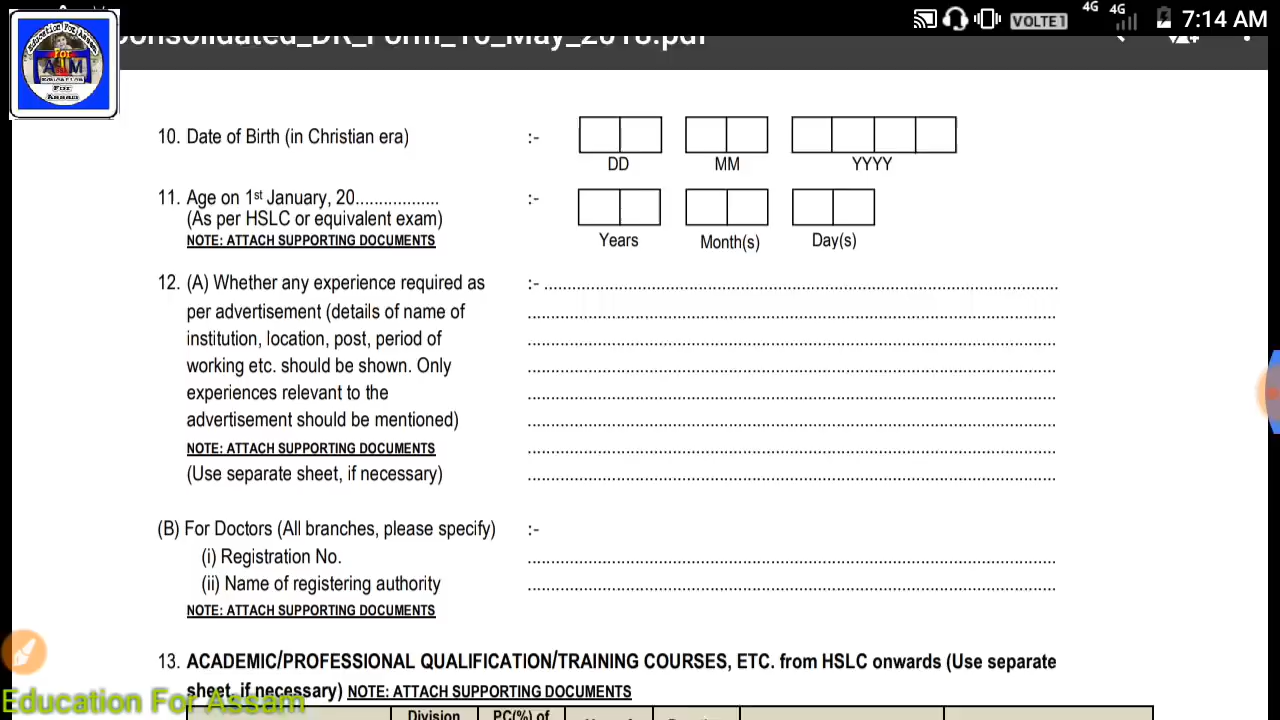 4G 4G
VOLTE1 7:14 AM
Consolidated_DR_Form_10_May_2018.pdf
For
Assam
10. Date of Birth (in Christian era) :-
DD MM YYYY
11. Age on 1st January, 20.................. :-
(As per HSLC or equivalent exam)
NOTE: ATTACH SUPPORTING DOCUMENTS
Years Month(s) Day(s)
12. (A) Whether any experience required as :-
per advertisement (details of name of
institution, location, post, period of
working etc. should be shown. Only
experiences relevant to the
advertisement should be mentioned)
NOTE: ATTACH SUPPORTING DOCUMENTS
(Use separate sheet, if necessary)
(B) For Doctors (All branches, please specify) :-
(i) Registration No.
(ii) Name of registering authority
NOTE: ATTACH SUPPORTING DOCUMENTS
13. ACADEMIC/PROFESSIONAL QUALIFICATION/TRAINING COURSES, ETC. from HSLC onwards (Use separate
sheet, if necessary) NOTE: ATTACH SUPPORTING DOCUMENTS
Education For Assam
Division PC(%) of